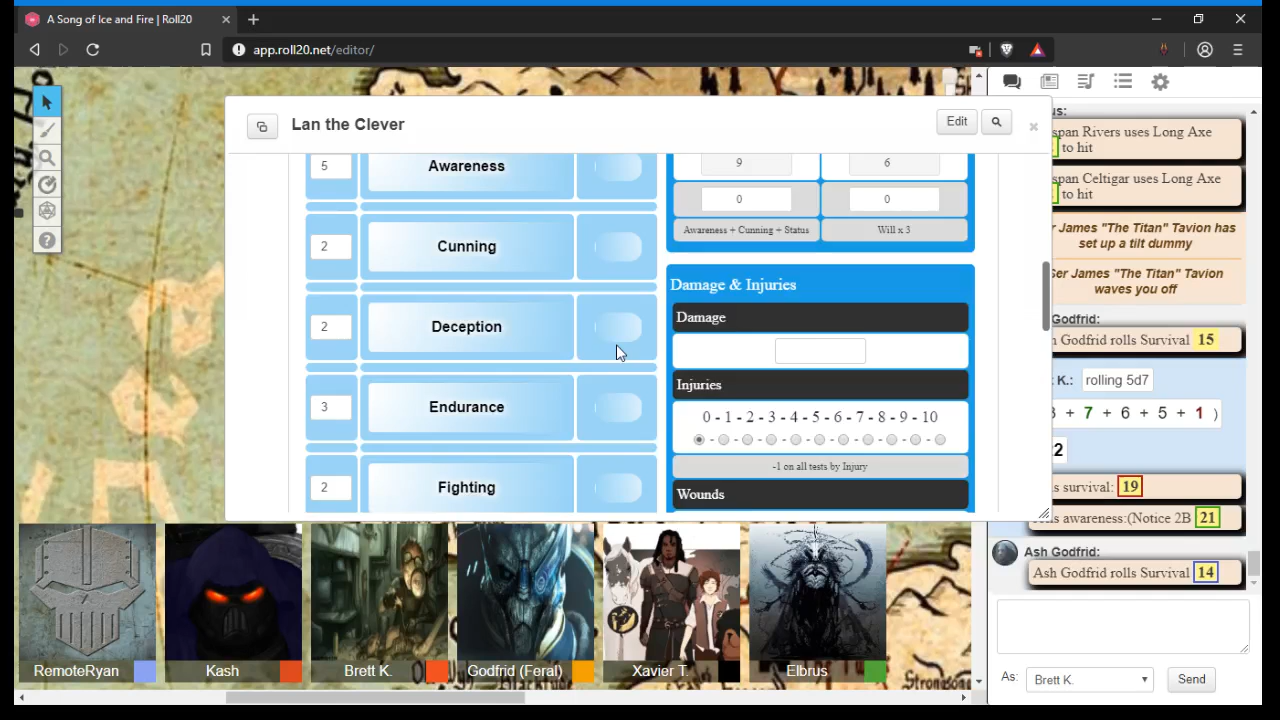 A Song of Ice and Fire | Roll20
app.roll20.net/editor/
Lan the Clever
Edit
5
Awareness
2
Cunning
2
Deception
3
Endurance
2
Fighting
9
6
0
0
Awareness + Cunning + Status
Will x 3
Damage & Injuries
Damage
Injuries
0 - 1 - 2 - 3 - 4 - 5 - 6 - 7 - 8 - 9 - 10
-1 on all tests by Injury
Wounds
span Rivers uses Long Axe
to hit
span Celtigar uses Long Axe
to hit
er James "The Titan" Tavion has
set up a tilt dummy
Ser James "The Titan" Tavion
waves you off
Godfrid:
h Godfrid rolls Survival 15
K.: rolling 5d7
+ 7 + 6 + 5 + 1 )
2
s survival: 19
awareness:(Notice 2B 21
Ash Godfrid:
Ash Godfrid rolls Survival 14
As: Brett K.
Send
RemoteRyan
Kash
Brett K.
Godfrid (Feral)
Xavier T.
Elbrus